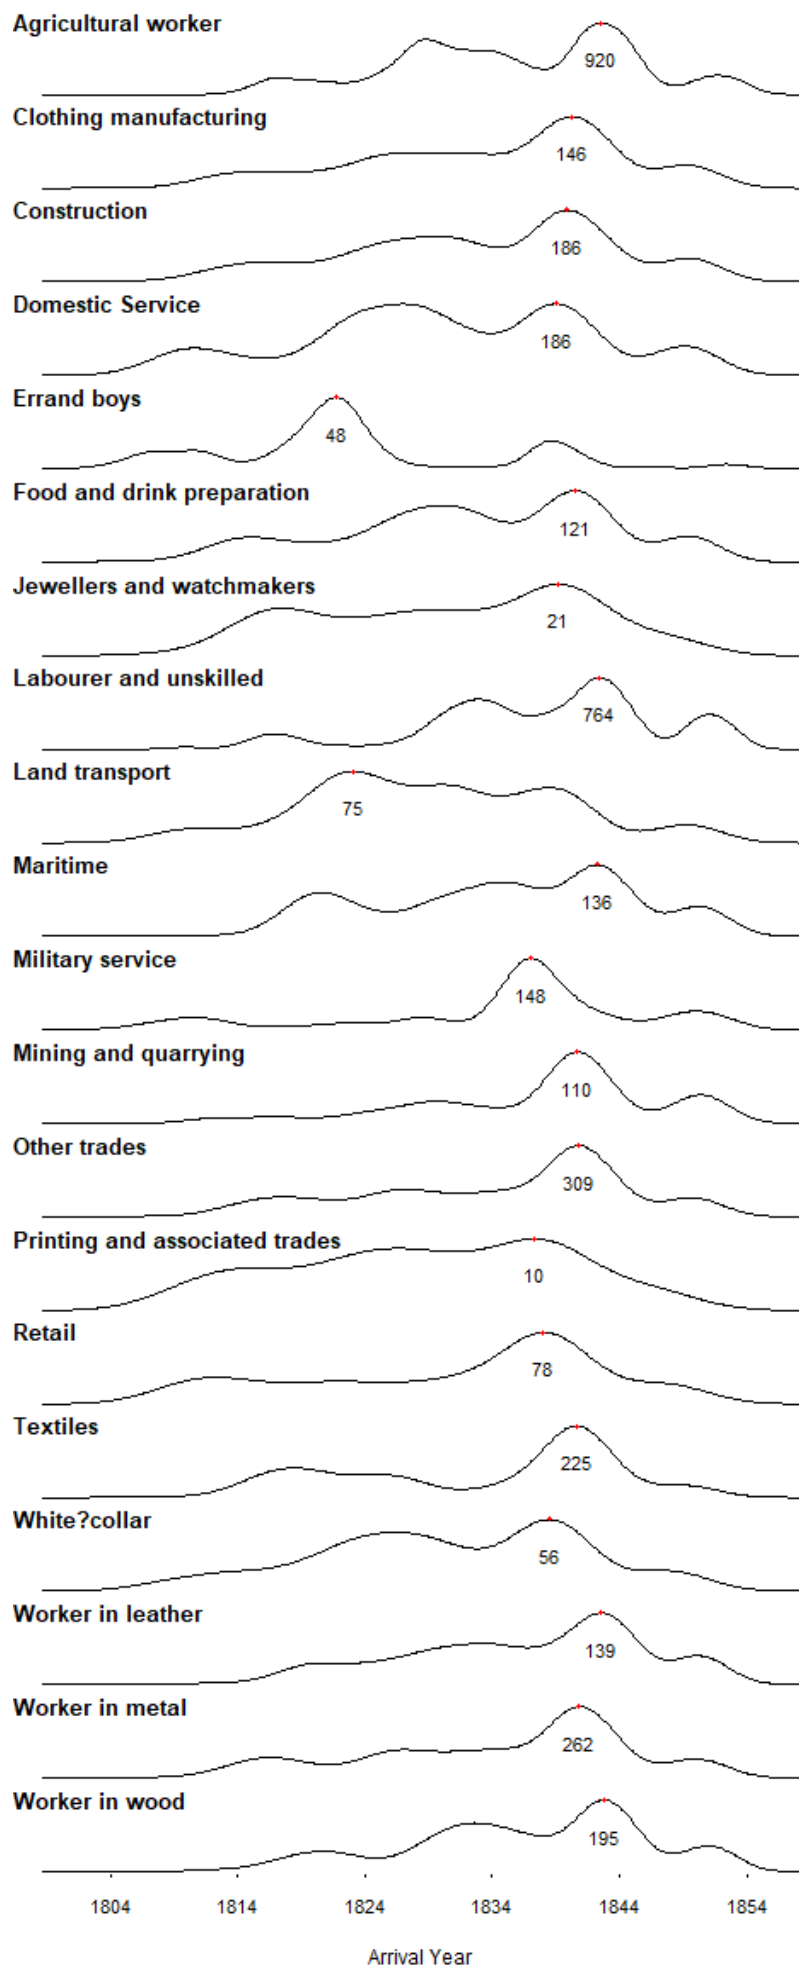 Agricultural worker
920
Clothing manufacturing
146
Construction
186
Domestic Service
186
Errand boys
48
Food and drink preparation
121
Jewellers and watchmakers
21
Labourer and unskilled
764
Land transport
75
Maritime
136
Military service
148
Mining and quarrying
110
Other trades
309
Printing and associated trades
10
Retail
78
Textiles
225
White?collar
56
Worker in leather
139
Worker in metal
262
Worker in wood
195
1804 1814 1824 1834 1844 1854
Arrival Year